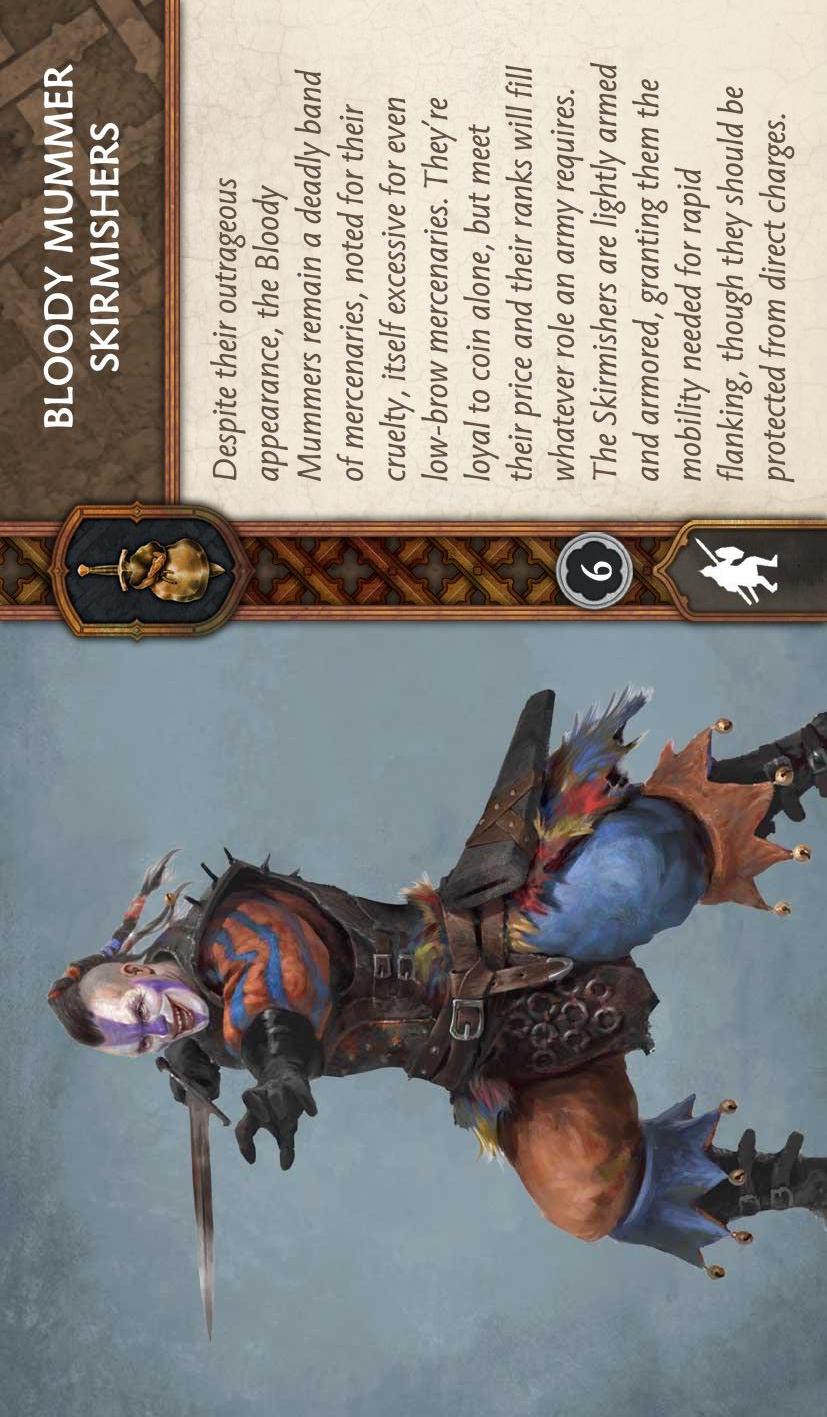 BLOODY MUMMER
SKIRMISHERS
Despite their outrageous
appearance, the Bloody
Mummers remain a deadly band
of mercenaries, noted for their
cruelty, itself excessive for even
low-brow mercenaries. They're
loyal to coin alone, but meet
their price and their ranks will fill
whatever role an army requires.
The Skirmishers are lightly armed
and armored, granting them the
mobility needed for rapid
flanking, though they should be
protected from direct charges.
6